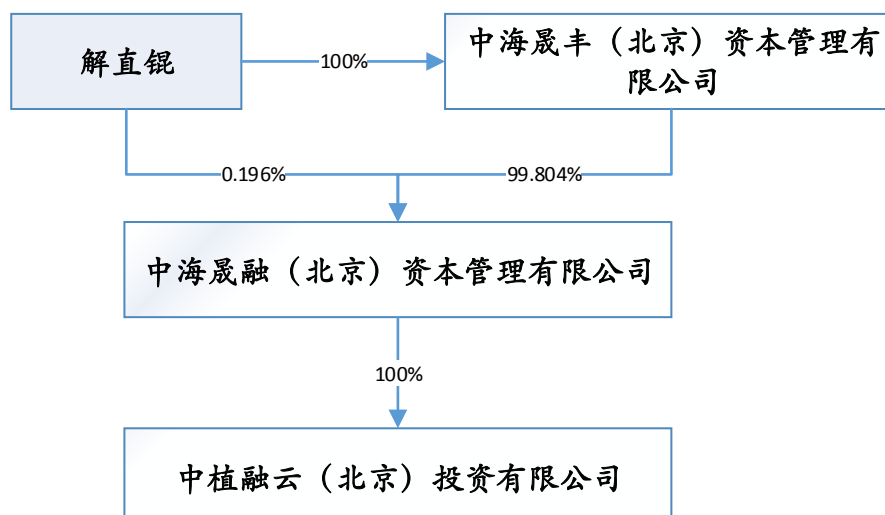 解直锟
100%
中海晟丰（北京）资本管理有
限公司
0.196%
99.804%
中海晟融（北京）资本管理有限公司
100%
中植融云（北京）投资有限公司